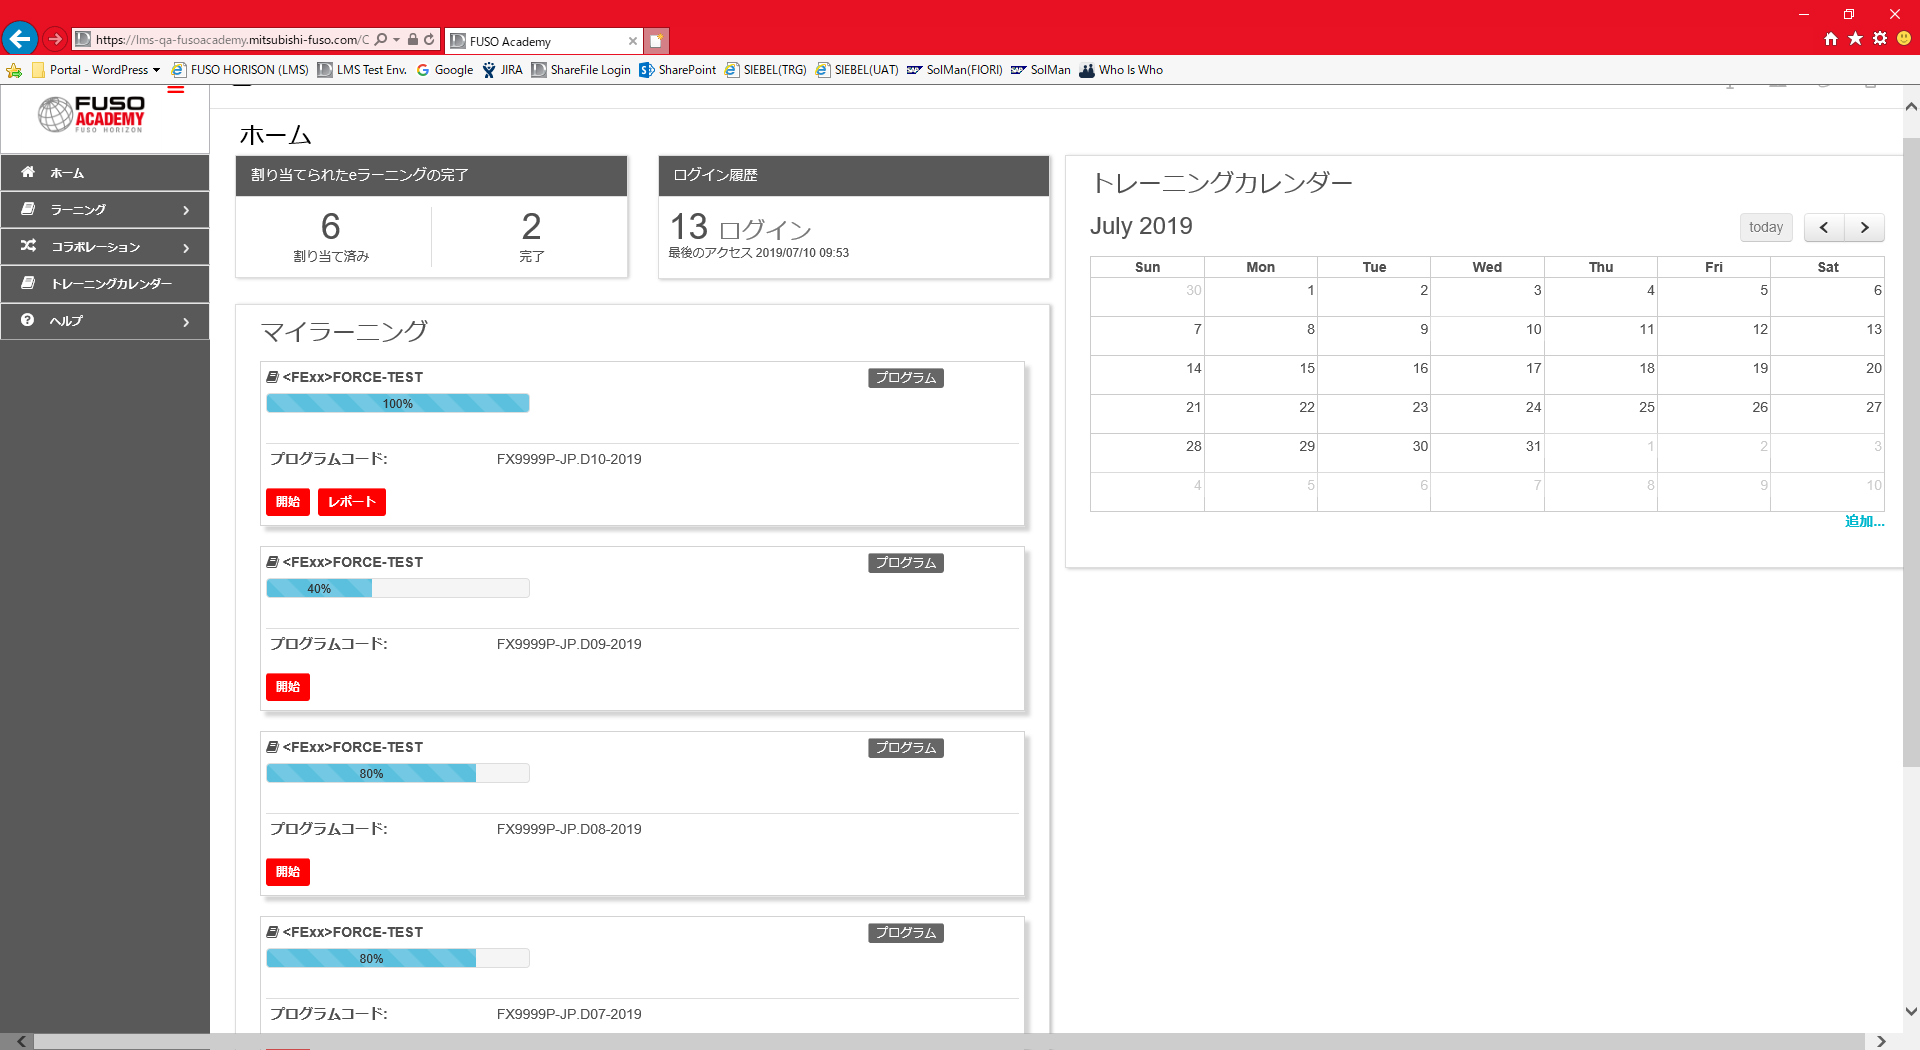 https://lms-qa-fusoacademy.mitsubishi-fuso.com/C
FUSO Academy
Portal - WordPress
FUSO HORISON (LMS)
LMS Test Env.
Google
JIRA
ShareFile Login
SharePoint
SIEBEL(TRG)
SIEBEL(UAT)
SolMan(FIORI)
SolMan
Who Is Who
FUSO
ACADEMY
FUSO HORIZON
ホーム
ラーニング
コラボレーション
トレーニングカレンダー
ヘルプ
ホーム
割り当てられたeラーニングの完了
6
割り当て済み
2
完了
ログイン履歴
13 ログイン
最後のアクセス 2019/07/10 09:53
マイラーニング
<FExx>FORCE-TEST
プログラム
100%
プログラムコード: FX9999P-JP.D10-2019
開始 レポート
<FExx>FORCE-TEST
プログラム
40%
プログラムコード: FX9999P-JP.D09-2019
開始
<FExx>FORCE-TEST
プログラム
80%
プログラムコード: FX9999P-JP.D08-2019
開始
<FExx>FORCE-TEST
プログラム
80%
プログラムコード: FX9999P-JP.D07-2019
トレーニングカレンダー
July 2019
today
Sun Mon Tue Wed Thu Fri Sat
30 1 2 3 4 5 6
7 8 9 10 11 12 13
14 15 16 17 18 19 20
21 22 23 24 25 26 27
28 29 30 31 1 2 3
4 5 6 7 8 9 10
追加...